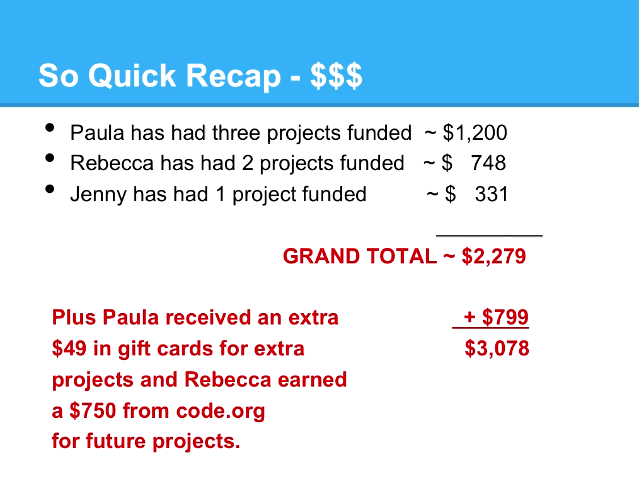 So Quick Recap - $$$
• Paula has had three projects funded ~ $1,200
• Rebecca has had 2 projects funded ~ $ 748
• Jenny has had 1 project funded ~ $ 331
GRAND TOTAL ~ $2,279
Plus Paula received an extra + $799
$49 in gift cards for extra $3,078
projects and Rebecca earned
a $750 from code.org
for future projects.